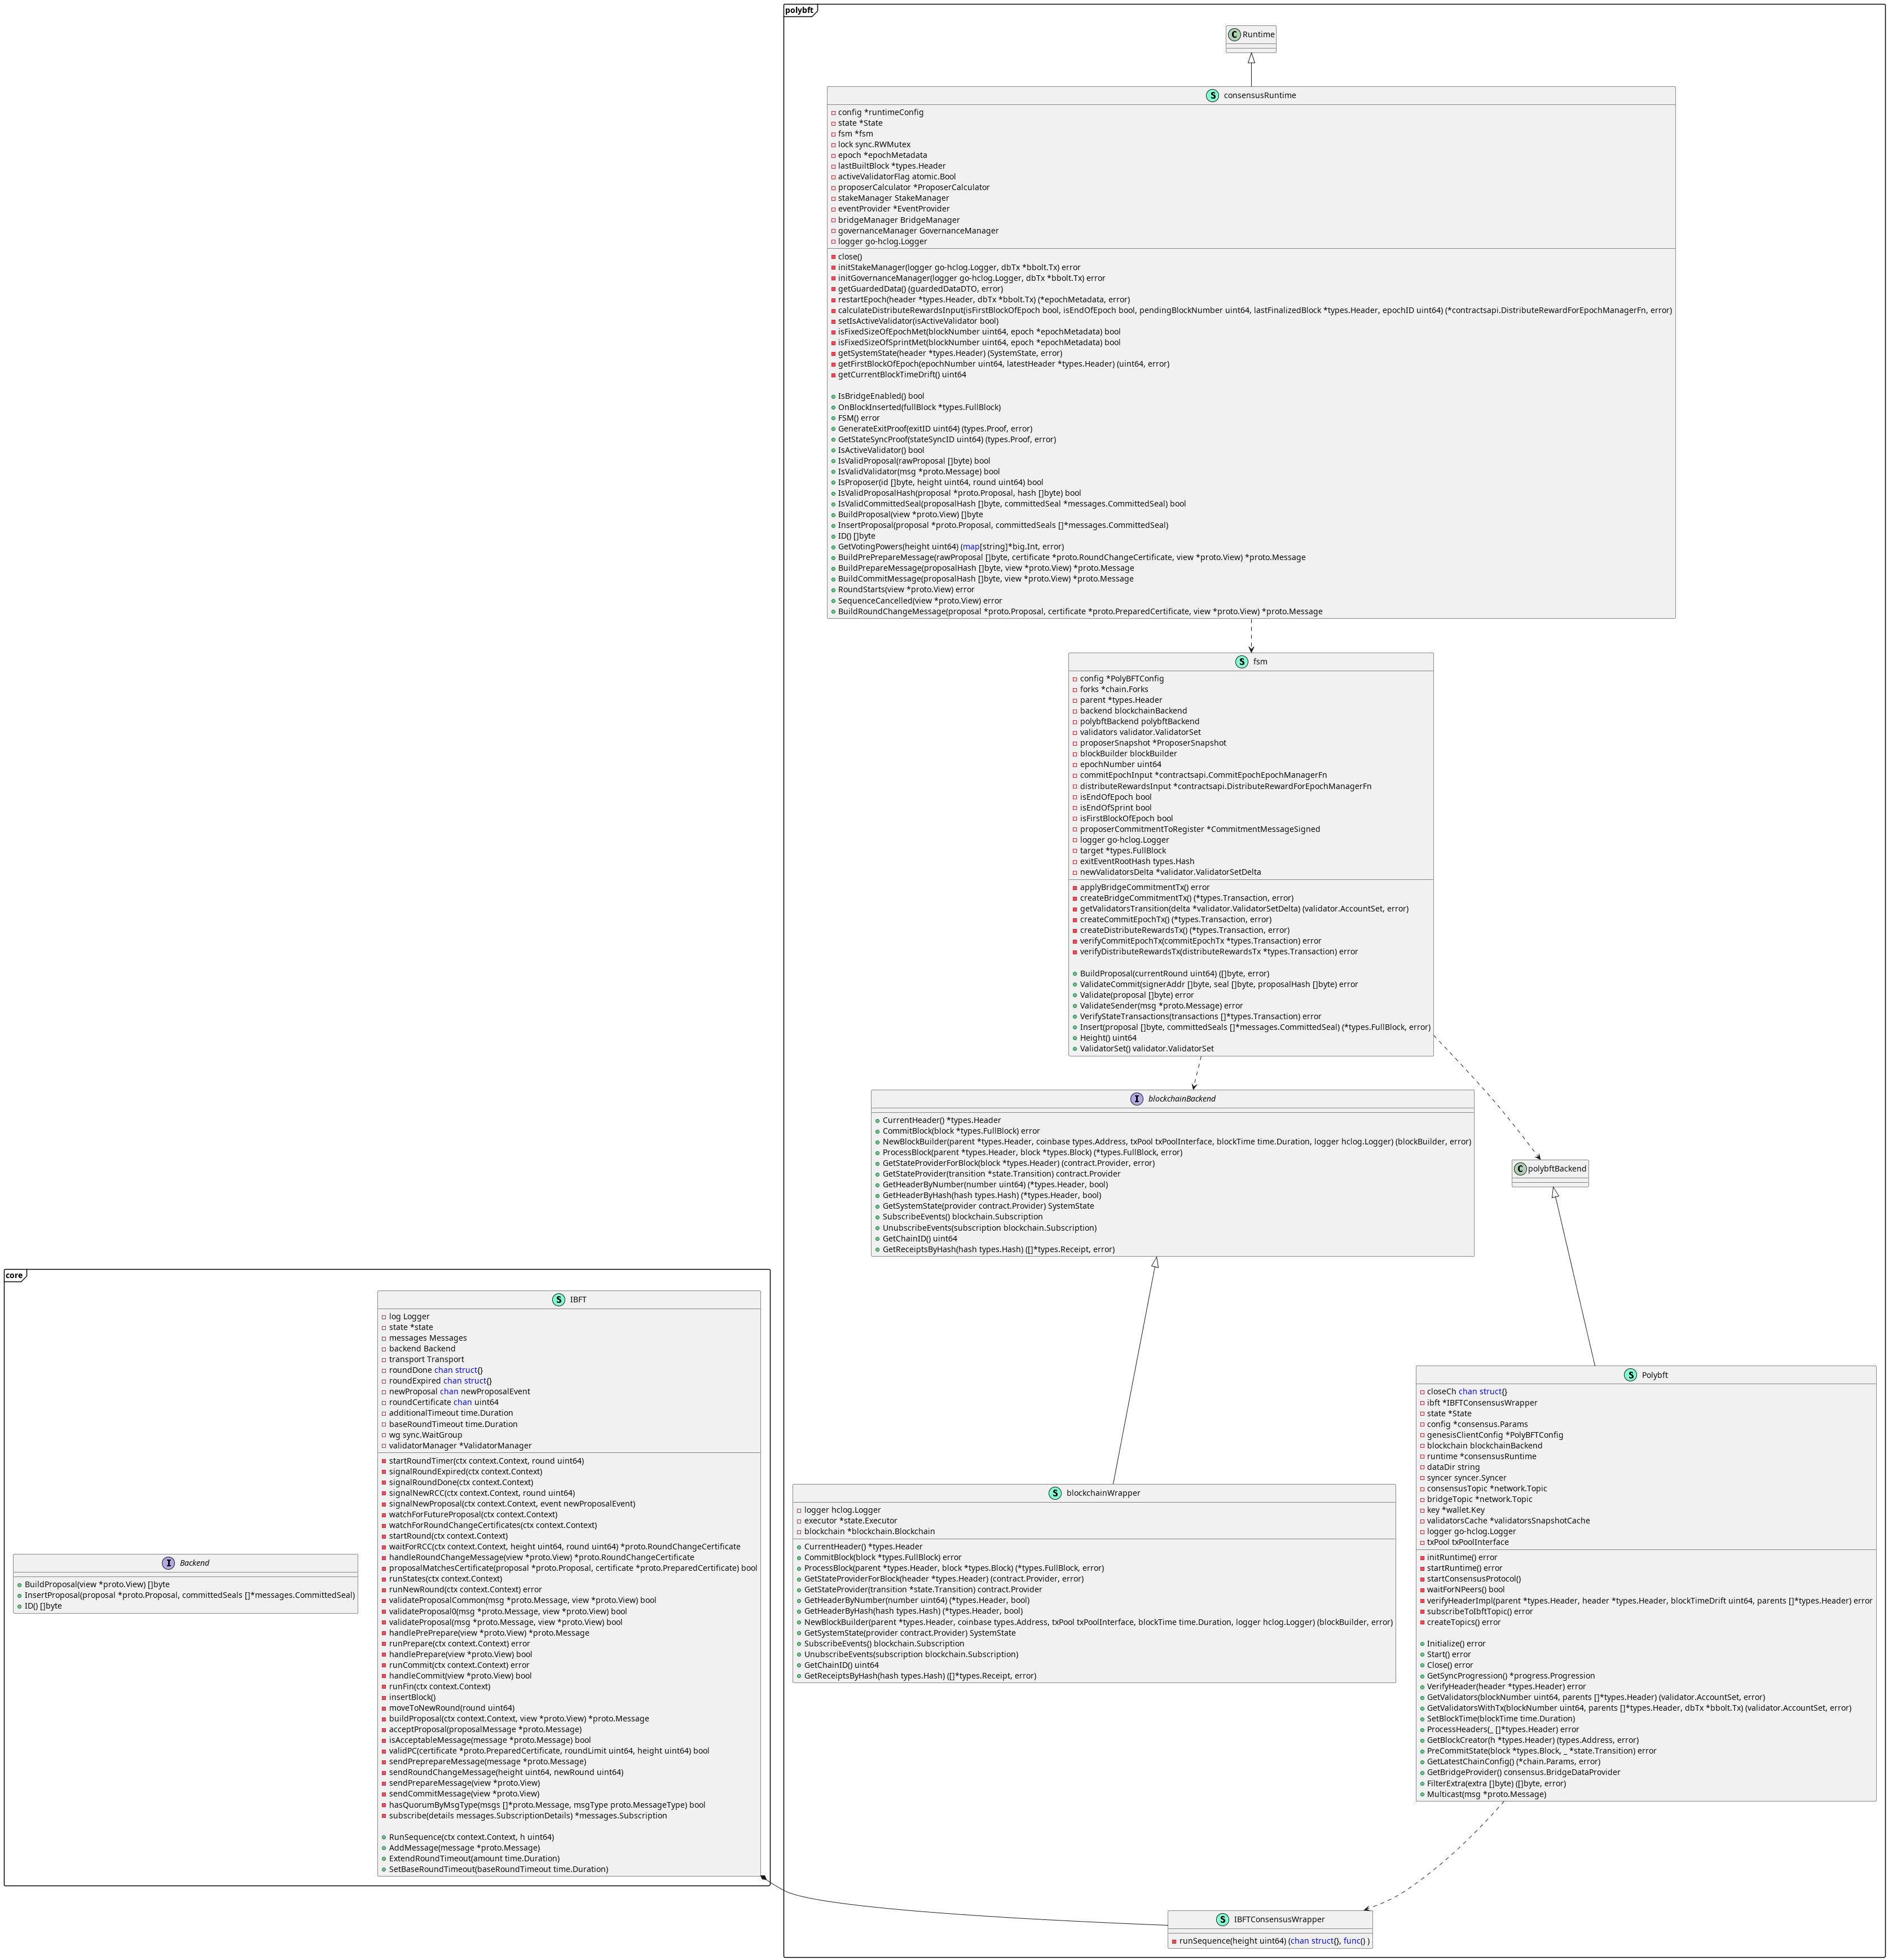 polybft
C Runtime
S consensusRuntime
config *runtimeConfig
state *State
fsm *fsm
lock sync.RWMutex
epoch *epochMetadata
lastBuiltBlock *types.Header
activeValidatorFlag atomic.Bool
proposerCalculator *ProposerCalculator
stakeManager StakeManager
eventProvider *EventProvider
bridgeManager BridgeManager
governanceManager GovernanceManager
logger go-hclog.Logger
close()
initStakeManager(logger go-hclog.Logger, dbTx *bbolt.Tx) error
initGovernanceManager(logger go-hclog.Logger, dbTx *bbolt.Tx) error
getGuardedData() (guardedDataDTO, error)
restartEpoch(header *types.Header, dbTx *bbolt.Tx) (*epochMetadata, error)
calculateDistributeRewardsInput(isFirstBlockOfEpoch bool, isEndOfEpoch bool, pendingBlockNumber uint64, lastFinalizedBlock *types.Header, epochID uint64) (*contractsapi.DistributeRewardForEpochManagerFn, error)
setIsActiveValidator(isActiveValidator bool)
isFixedSizeOfEpochMet(blockNumber uint64, epoch *epochMetadata) bool
isFixedSizeOfSprintMet(blockNumber uint64, epoch *epochMetadata) bool
getSystemState(header *types.Header) (SystemState, error)
getFirstBlockOfEpoch(epochNumber uint64, latestHeader *types.Header) (uint64, error)
getCurrentBlockTimeDrift() uint64
IsBridgeEnabled() bool
OnBlockInserted(fullBlock *types.FullBlock)
FSM() error
GenerateExitProof(exitID uint64) (types.Proof, error)
GetStateSyncProof(stateSyncID uint64) (types.Proof, error)
IsActiveValidator() bool
IsValidProposal(rawProposal []byte) bool
IsValidValidator(msg *proto.Message) bool
IsProposer(id []byte, height uint64, round uint64) bool
IsValidProposalHash(proposal *proto.Proposal, hash []byte) bool
IsValidCommittedSeal(proposalHash []byte, committedSeal *messages.CommittedSeal) bool
BuildProposal(view *proto.View) []byte
InsertProposal(proposal *proto.Proposal, committedSeals []*messages.CommittedSeal)
ID() []byte
GetVotingPowers(height uint64) (map[string]*big.Int, error)
BuildPrePrepareMessage(rawProposal []byte, certificate *proto.RoundChangeCertificate, view *proto.View) *proto.Message
BuildPrepareMessage(proposalHash []byte, view *proto.View) *proto.Message
BuildCommitMessage(proposalHash []byte, view *proto.View) *proto.Message
RoundStarts(view *proto.View) error
SequenceCancelled(view *proto.View) error
BuildRoundChangeMessage(proposal *proto.Proposal, certificate *proto.PreparedCertificate, view *proto.View) *proto.Message
S fsm
config *PolyBFTConfig
forks *chain.Forks
parent *types.Header
backend blockchainBackend
polybftBackend polybftBackend
validators validator.ValidatorSet
proposerSnapshot *ProposerSnapshot
blockBuilder blockBuilder
epochNumber uint64
commitEpochInput *contractsapi.CommitEpochEpochManagerFn
distributeRewardsInput *contractsapi.DistributeRewardForEpochManagerFn
isEndOfEpoch bool
isEndOfSprint bool
isFirstBlockOfEpoch bool
proposerCommitmentToRegister *CommitmentMessageSigned
logger go-hclog.Logger
target *types.FullBlock
exitEventRootHash types.Hash
newValidatorsDelta *validator.ValidatorSetDelta
applyBridgeCommitmentTx() error
createBridgeCommitmentTx() (*types.Transaction, error)
getValidatorsTransition(delta *validator.ValidatorSetDelta) (validator.AccountSet, error)
createCommitEpochTx() (*types.Transaction, error)
createDistributeRewardsTx() (*types.Transaction, error)
verifyCommitEpochTx(commitEpochTx *types.Transaction) error
verifyDistributeRewardsTx(distributeRewardsTx *types.Transaction) error
BuildProposal(currentRound uint64) ([]byte, error)
ValidateCommit(signerAddr []byte, seal []byte, proposalHash []byte) error
Validate(proposal []byte) error
ValidateSender(msg *proto.Message) error
VerifyStateTransactions(transactions []*types.Transaction) error
Insert(proposal []byte, committedSeals []*messages.CommittedSeal) (*types.FullBlock, error)
Height() uint64
ValidatorSet() validator.ValidatorSet
I blockchainBackend
CurrentHeader() *types.Header
CommitBlock(block *types.FullBlock) error
NewBlockBuilder(parent *types.Header, coinbase types.Address, txPool txPoolInterface, blockTime time.Duration, logger hclog.Logger) (blockBuilder, error)
ProcessBlock(parent *types.Header, block *types.Block) (*types.FullBlock, error)
GetStateProviderForBlock(block *types.Header) (contract.Provider, error)
GetStateProvider(transition *state.Transition) contract.Provider
GetHeaderByNumber(number uint64) (*types.Header, bool)
GetHeaderByHash(hash types.Hash) (*types.Header, bool)
GetSystemState(provider contract.Provider) SystemState
SubscribeEvents() blockchain.Subscription
UnubscribeEvents(subscription blockchain.Subscription)
GetChainID() uint64
GetReceiptsByHash(hash types.Hash) ([]*types.Receipt, error)
C polybftBackend
core
S IBFT
log Logger
state *state
messages Messages
backend Backend
transport Transport
roundDone chan struct{}
roundExpired chan struct{}
newProposal chan newProposalEvent
roundCertificate chan uint64
additionalTimeout time.Duration
baseRoundTimeout time.Duration
wg sync.WaitGroup
validatorManager *ValidatorManager
startRoundTimer(ctx context.Context, round uint64)
signalRoundExpired(ctx context.Context)
signalRoundDone(ctx context.Context)
signalNewRCC(ctx context.Context, round uint64)
signalNewProposal(ctx context.Context, event newProposalEvent)
watchForFutureProposal(ctx context.Context)
watchForRoundChangeCertificates(ctx context.Context)
startRound(ctx context.Context)
waitForRCC(ctx context.Context, height uint64, round uint64) *proto.RoundChangeCertificate
handleRoundChangeMessage(view *proto.View) *proto.RoundChangeCertificate
proposalMatchesCertificate(proposal *proto.Proposal, certificate *proto.PreparedCertificate) bool
runStates(ctx context.Context)
runNewRound(ctx context.Context) error
validateProposalCommon(msg *proto.Message, view *proto.View) bool
validateProposal0(msg *proto.Message, view *proto.View) bool
validateProposal(msg *proto.Message, view *proto.View) bool
handlePrePrepare(view *proto.View) *proto.Message
runPrepare(ctx context.Context) error
handlePrepare(view *proto.View) bool
runCommit(ctx context.Context) error
handleCommit(view *proto.View) bool
runFin(ctx context.Context)
insertBlock()
moveToNewRound(round uint64)
buildProposal(ctx context.Context, view *proto.View) *proto.Message
acceptProposal(proposalMessage *proto.Message)
isAcceptableMessage(message *proto.Message) bool
validPC(certificate *proto.PreparedCertificate, roundLimit uint64, height uint64) bool
sendPreprepareMessage(message *proto.Message)
sendRoundChangeMessage(height uint64, newRound uint64)
sendPrepareMessage(view *proto.View)
sendCommitMessage(view *proto.View)
hasQuorumByMsgType(msgs []*proto.Message, msgType proto.MessageType) bool
subscribe(details messages.SubscriptionDetails) *messages.Subscription
RunSequence(ctx context.Context, h uint64)
AddMessage(message *proto.Message)
ExtendRoundTimeout(amount time.Duration)
SetBaseRoundTimeout(baseRoundTimeout time.Duration)
I Backend
BuildProposal(view *proto.View) []byte
InsertProposal(proposal *proto.Proposal, committedSeals []*messages.CommittedSeal)
ID() []byte
S blockchainWrapper
logger hclog.Logger
executor *state.Executor
blockchain *blockchain.Blockchain
CurrentHeader() *types.Header
CommitBlock(block *types.FullBlock) error
ProcessBlock(parent *types.Header, block *types.Block) (*types.FullBlock, error)
GetStateProviderForBlock(header *types.Header) (contract.Provider, error)
GetStateProvider(transition *state.Transition) contract.Provider
GetHeaderByNumber(number uint64) (*types.Header, bool)
GetHeaderByHash(hash types.Hash) (*types.Header, bool)
NewBlockBuilder(parent *types.Header, coinbase types.Address, txPool txPoolInterface, blockTime time.Duration, logger hclog.Logger) (blockBuilder, error)
GetSystemState(provider contract.Provider) SystemState
SubscribeEvents() blockchain.Subscription
UnubscribeEvents(subscription blockchain.Subscription)
GetChainID() uint64
GetReceiptsByHash(hash types.Hash) ([]*types.Receipt, error)
S Polybft
closeCh chan struct{}
ibft *IBFTConsensusWrapper
state *State
config *consensus.Params
genesisClientConfig *PolyBFTConfig
blockchain blockchainBackend
runtime *consensusRuntime
dataDir string
syncer syncer.Syncer
consensusTopic *network.Topic
bridgeTopic *network.Topic
key *wallet.Key
validatorsCache *validatorsSnapshotCache
logger go-hclog.Logger
txPool txPoolInterface
initRuntime() error
startRuntime() error
startConsensusProtocol()
waitForNPeers() bool
verifyHeaderImpl(parent *types.Header, header *types.Header, blockTimeDrift uint64, parents []*types.Header) error
subscribeToIbftTopic() error
createTopics() error
Initialize() error
Start() error
Close() error
GetSyncProgression() *progress.Progression
VerifyHeader(header *types.Header) error
GetValidators(blockNumber uint64, parents []*types.Header) (validator.AccountSet, error)
GetValidatorsWithTx(blockNumber uint64, parents []*types.Header, dbTx *bbolt.Tx) (validator.AccountSet, error)
SetBlockTime(blockTime time.Duration)
ProcessHeaders(_ []*types.Header) error
GetBlockCreator(h *types.Header) (types.Address, error)
PreCommitState(block *types.Block, _ *state.Transition) error
GetLatestChainConfig() (*chain.Params, error)
GetBridgeProvider() consensus.BridgeDataProvider
FilterExtra(extra []byte) ([]byte, error)
Multicast(msg *proto.Message)
S IBFTConsensusWrapper
runSequence(height uint64) (chan struct{}, func() )